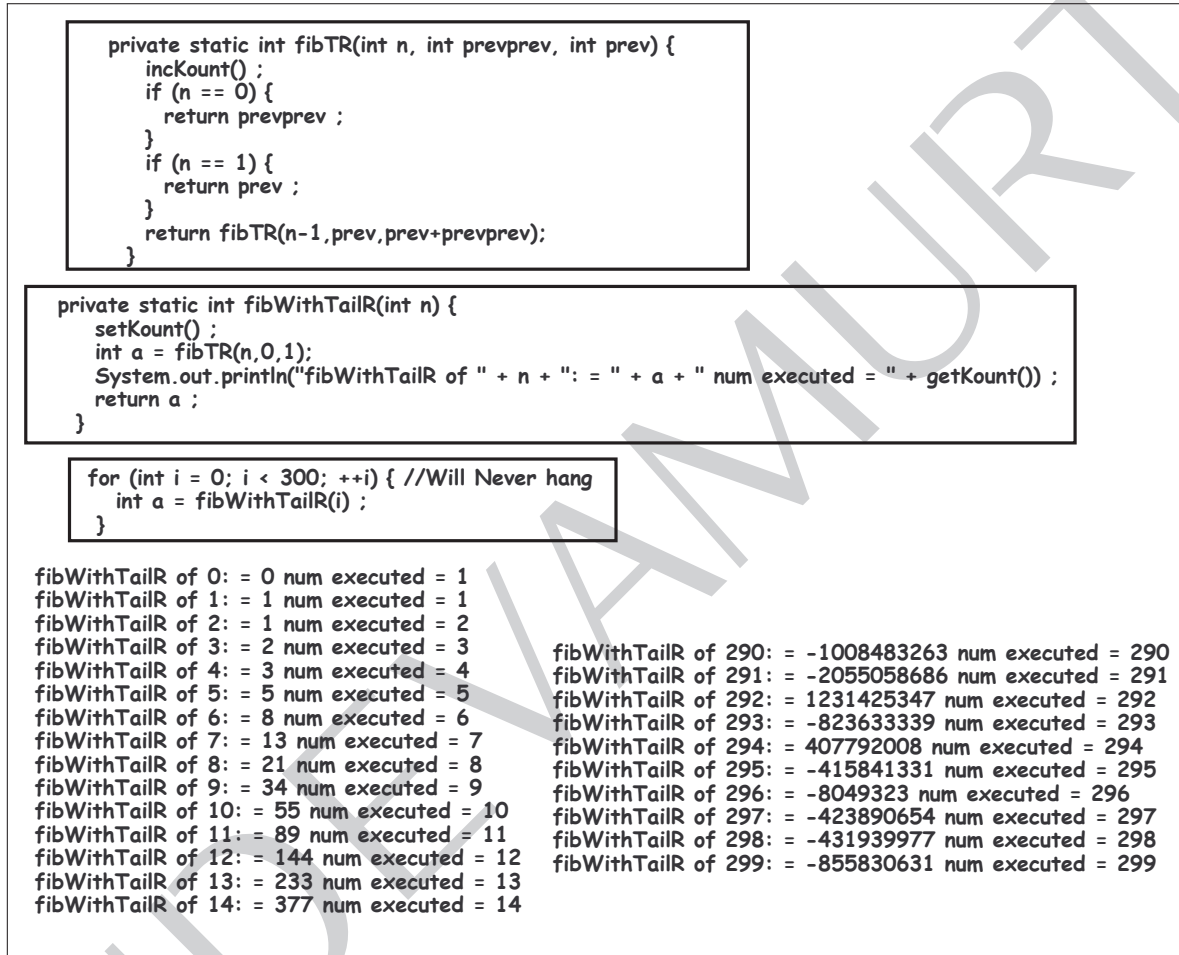 private static int fibTR(int n, int prevprev, int prev) {
incKount() ;
if (n == 0) {
return prevprev ;
}
if (n == 1) {
return prev ;
}
return fibTR(n-1,prev,prev+prevprev);
}
private static int fibWithTailR(int n) {
setKount() ;
int a = fibTR(n,0,1);
System.out.println("fibWithTailR of " + n + ": = " + a + " num executed = " + getKount()) ;
return a ;
}
for (int i = 0; i < 300; ++i) { //Will Never hang
int a = fibWithTailR(i) ;
}
fibWithTailR of 0: = 0 num executed = 1
fibWithTailR of 1: = 1 num executed = 1
fibWithTailR of 2: = 1 num executed = 2
fibWithTailR of 3: = 2 num executed = 3
fibWithTailR of 4: = 3 num executed = 4
fibWithTailR of 5: = 5 num executed = 5
fibWithTailR of 6: = 8 num executed = 6
fibWithTailR of 7: = 13 num executed = 7
fibWithTailR of 8: = 21 num executed = 8
fibWithTailR of 9: = 34 num executed = 9
fibWithTailR of 10: = 55 num executed = 10
fibWithTailR of 11: = 89 num executed = 11
fibWithTailR of 12: = 144 num executed = 12
fibWithTailR of 13: = 233 num executed = 13
fibWithTailR of 14: = 377 num executed = 14
fibWithTailR of 290: = -1008483263 num executed = 290
fibWithTailR of 291: = -2055058686 num executed = 291
fibWithTailR of 292: = 1231425347 num executed = 292
fibWithTailR of 293: = -823633339 num executed = 293
fibWithTailR of 294: = 407792008 num executed = 294
fibWithTailR of 295: = -415841331 num executed = 295
fibWithTailR of 296: = -8049323 num executed = 296
fibWithTailR of 297: = -423890654 num executed = 297
fibWithTailR of 298: = -431939977 num executed = 298
fibWithTailR of 299: = -855830631 num executed = 299
DEVAMURT